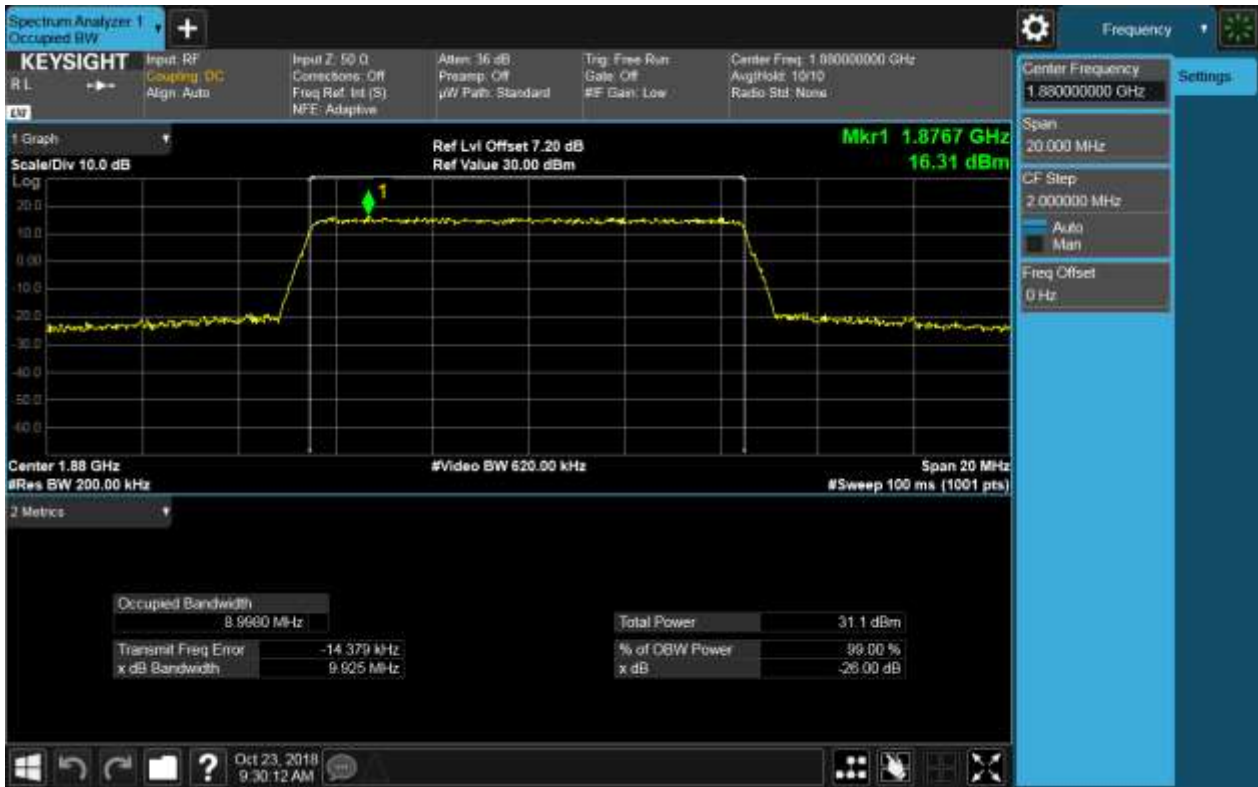 Spectrum Analyzer 1
Occupied BW
Frequency
KEYSIGHT
R L
Input: RF
Coupling: DC
Align: Auto
Input Z: 50 Ω
Corrections: Off
Freq Ref: Int (S)
NFE: Adaptive
Atten: 36 dB
Preamp: Off
µW Path: Standard
Trig: Free Run
Gate: Off
#IF Gain: Low
Center Freq: 1.880000000 GHz
Avg|Hold: 10/10
Radio Std: None
Center Frequency
1.880000000 GHz
Settings
Span
20.000 MHz
CF Step
2.000000 MHz
Auto
Man
Freq Offset
0 Hz
1 Graph
Scale/Div 10.0 dB
Ref Lvl Offset 7.20 dB
Ref Value 30.00 dBm
Mkr1 1.8767 GHz
16.31 dBm
Log
20.0
10.0
0.00
-10.0
-20.0
-30.0
-40.0
-50.0
-60.0
1
Center 1.88 GHz
#Video BW 620.00 kHz
Span 20 MHz
#Res BW 200.00 kHz
#Sweep 100 ms (1001 pts)
2 Metrics
Occupied Bandwidth
MHz
Total Power 31.1 dBm
Transmit Freq Error -14.379 kHz
% of OBW Power 99.00 %
x dB Bandwidth 9.925 MHz
x dB -26.00 dB
?
Oct 23, 2018
9:30:12 AM